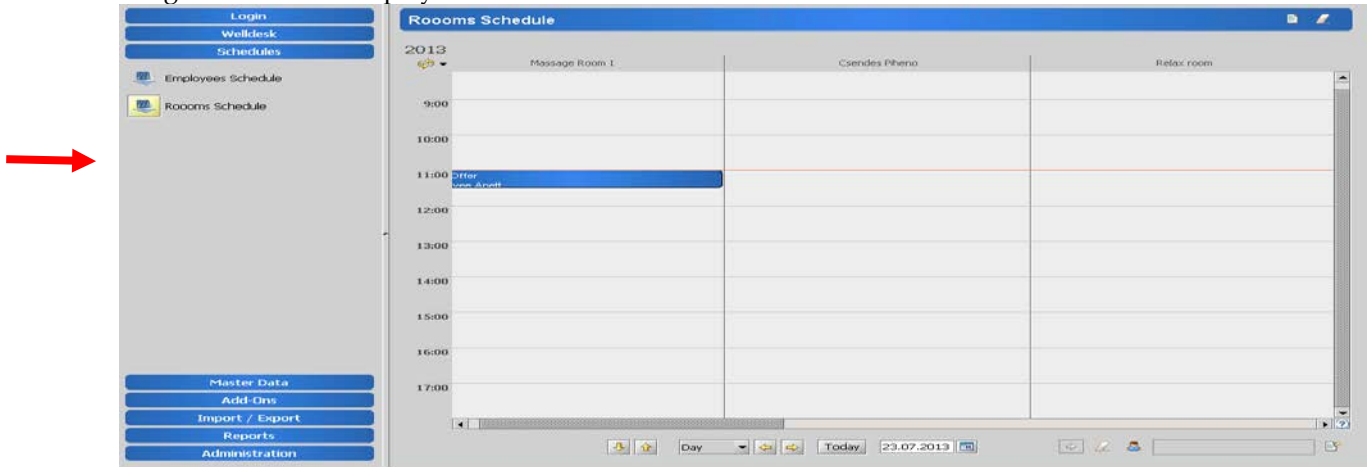 Login
Welldesk
Schedules
Employees Schedule
Roooms Schedule
Master Data
Add-Ons
Import / Export
Reports
Administration
Roooms Schedule
2013
Massage Room 1
Csendes Piheno
Relax room
9:00
10:00
11:00
Offer
Anett
12:00
13:00
14:00
15:00
16:00
17:00
Day
Today
23.07.2013
?